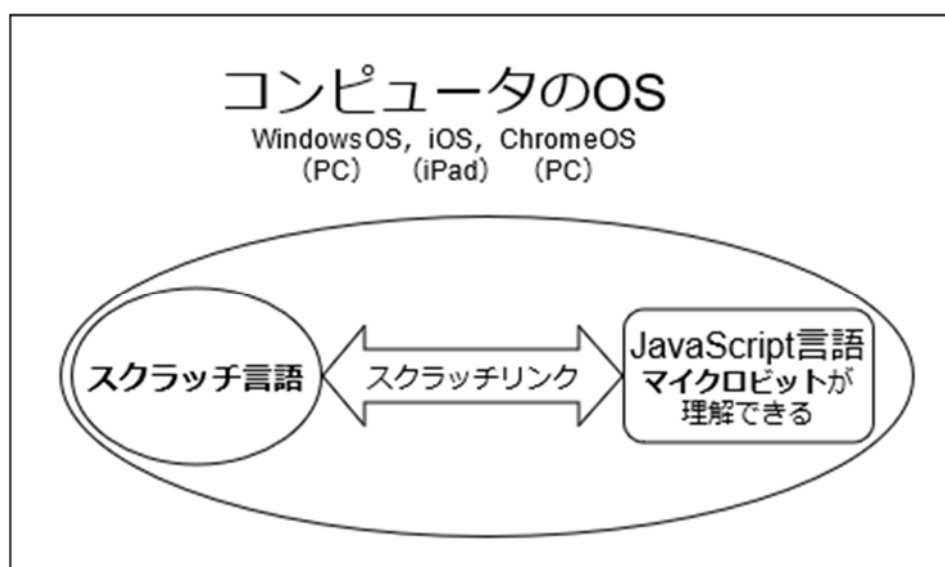 コンピュータのOS
WindowsOS, iOS, ChromeOS
（PC） （iPad） （PC）
スクラッチ言語
スクラッチリンク
JavaScript言語
マイクロビットが
理解できる